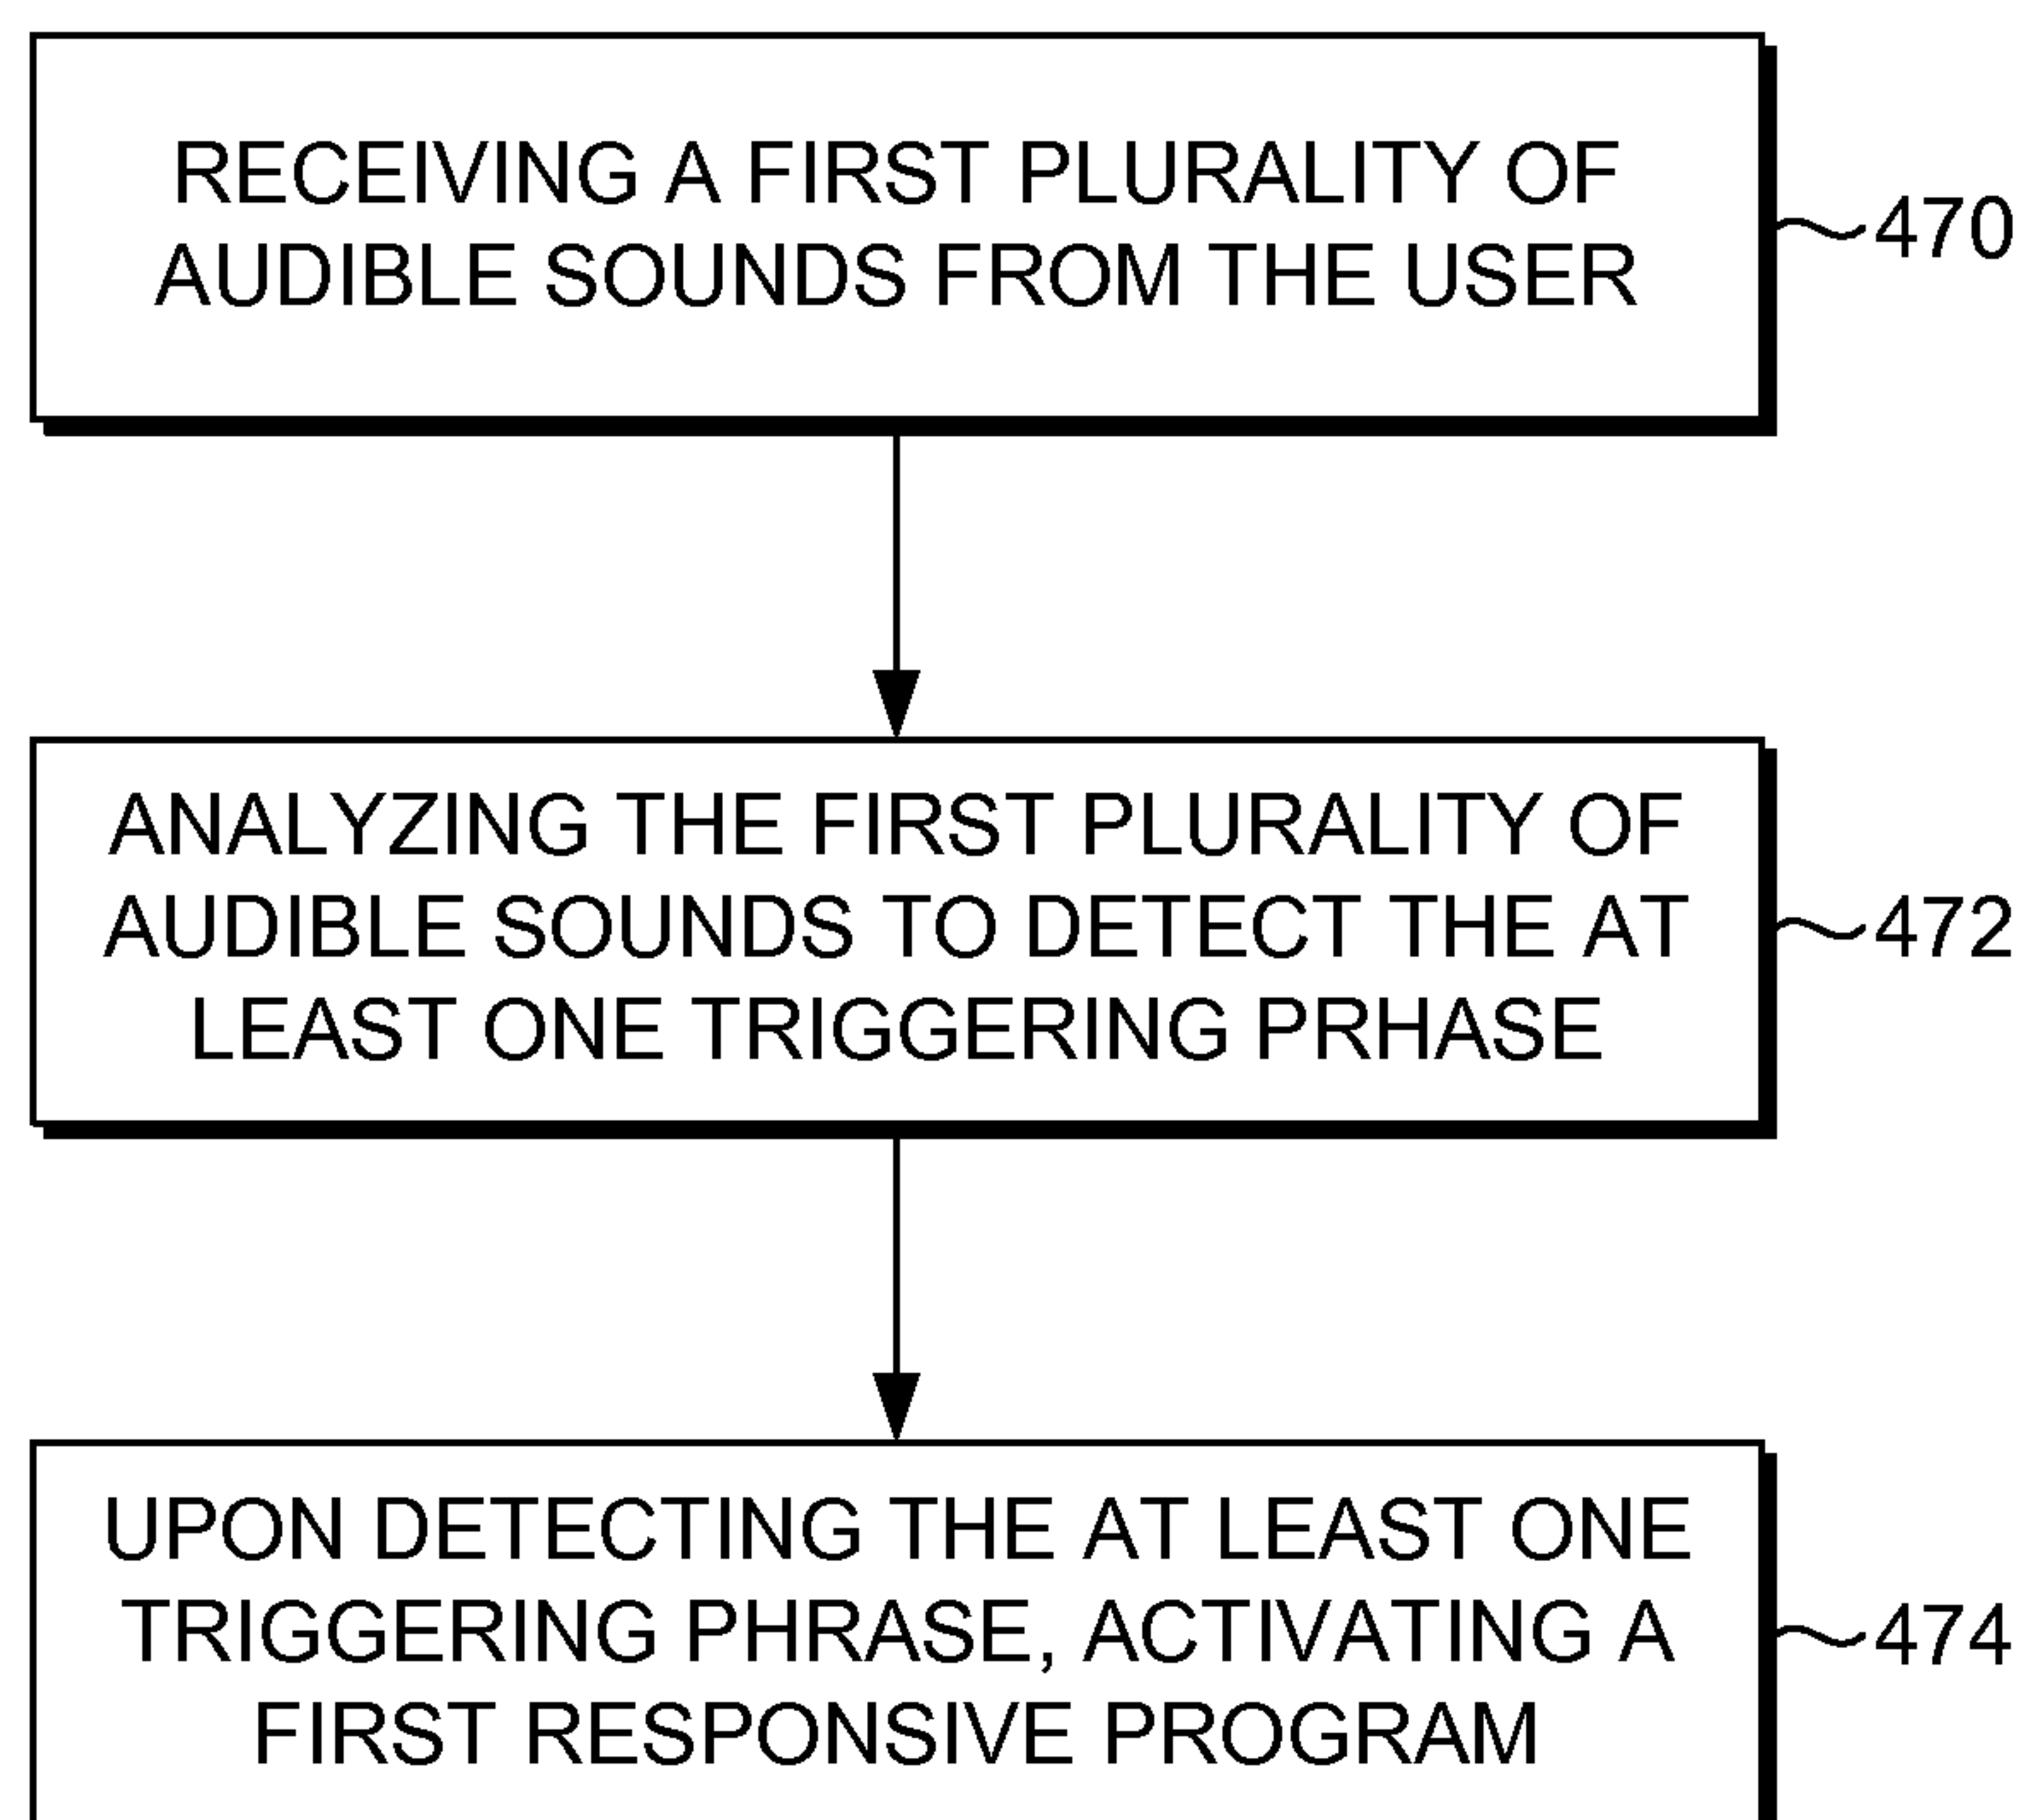 RECEIVING A FIRST PLURALITY OF
AUDIBLE SOUNDS FROM THE USER
470
ANALYZING THE FIRST PLURALITY OF
AUDIBLE SOUNDS TO DETECT THE AT
LEAST ONE TRIGGERING PRHASE
472
UPON DETECTING THE AT LEAST ONE
TRIGGERING PHRASE, ACTIVATING A
FIRST RESPONSIVE PROGRAM
474